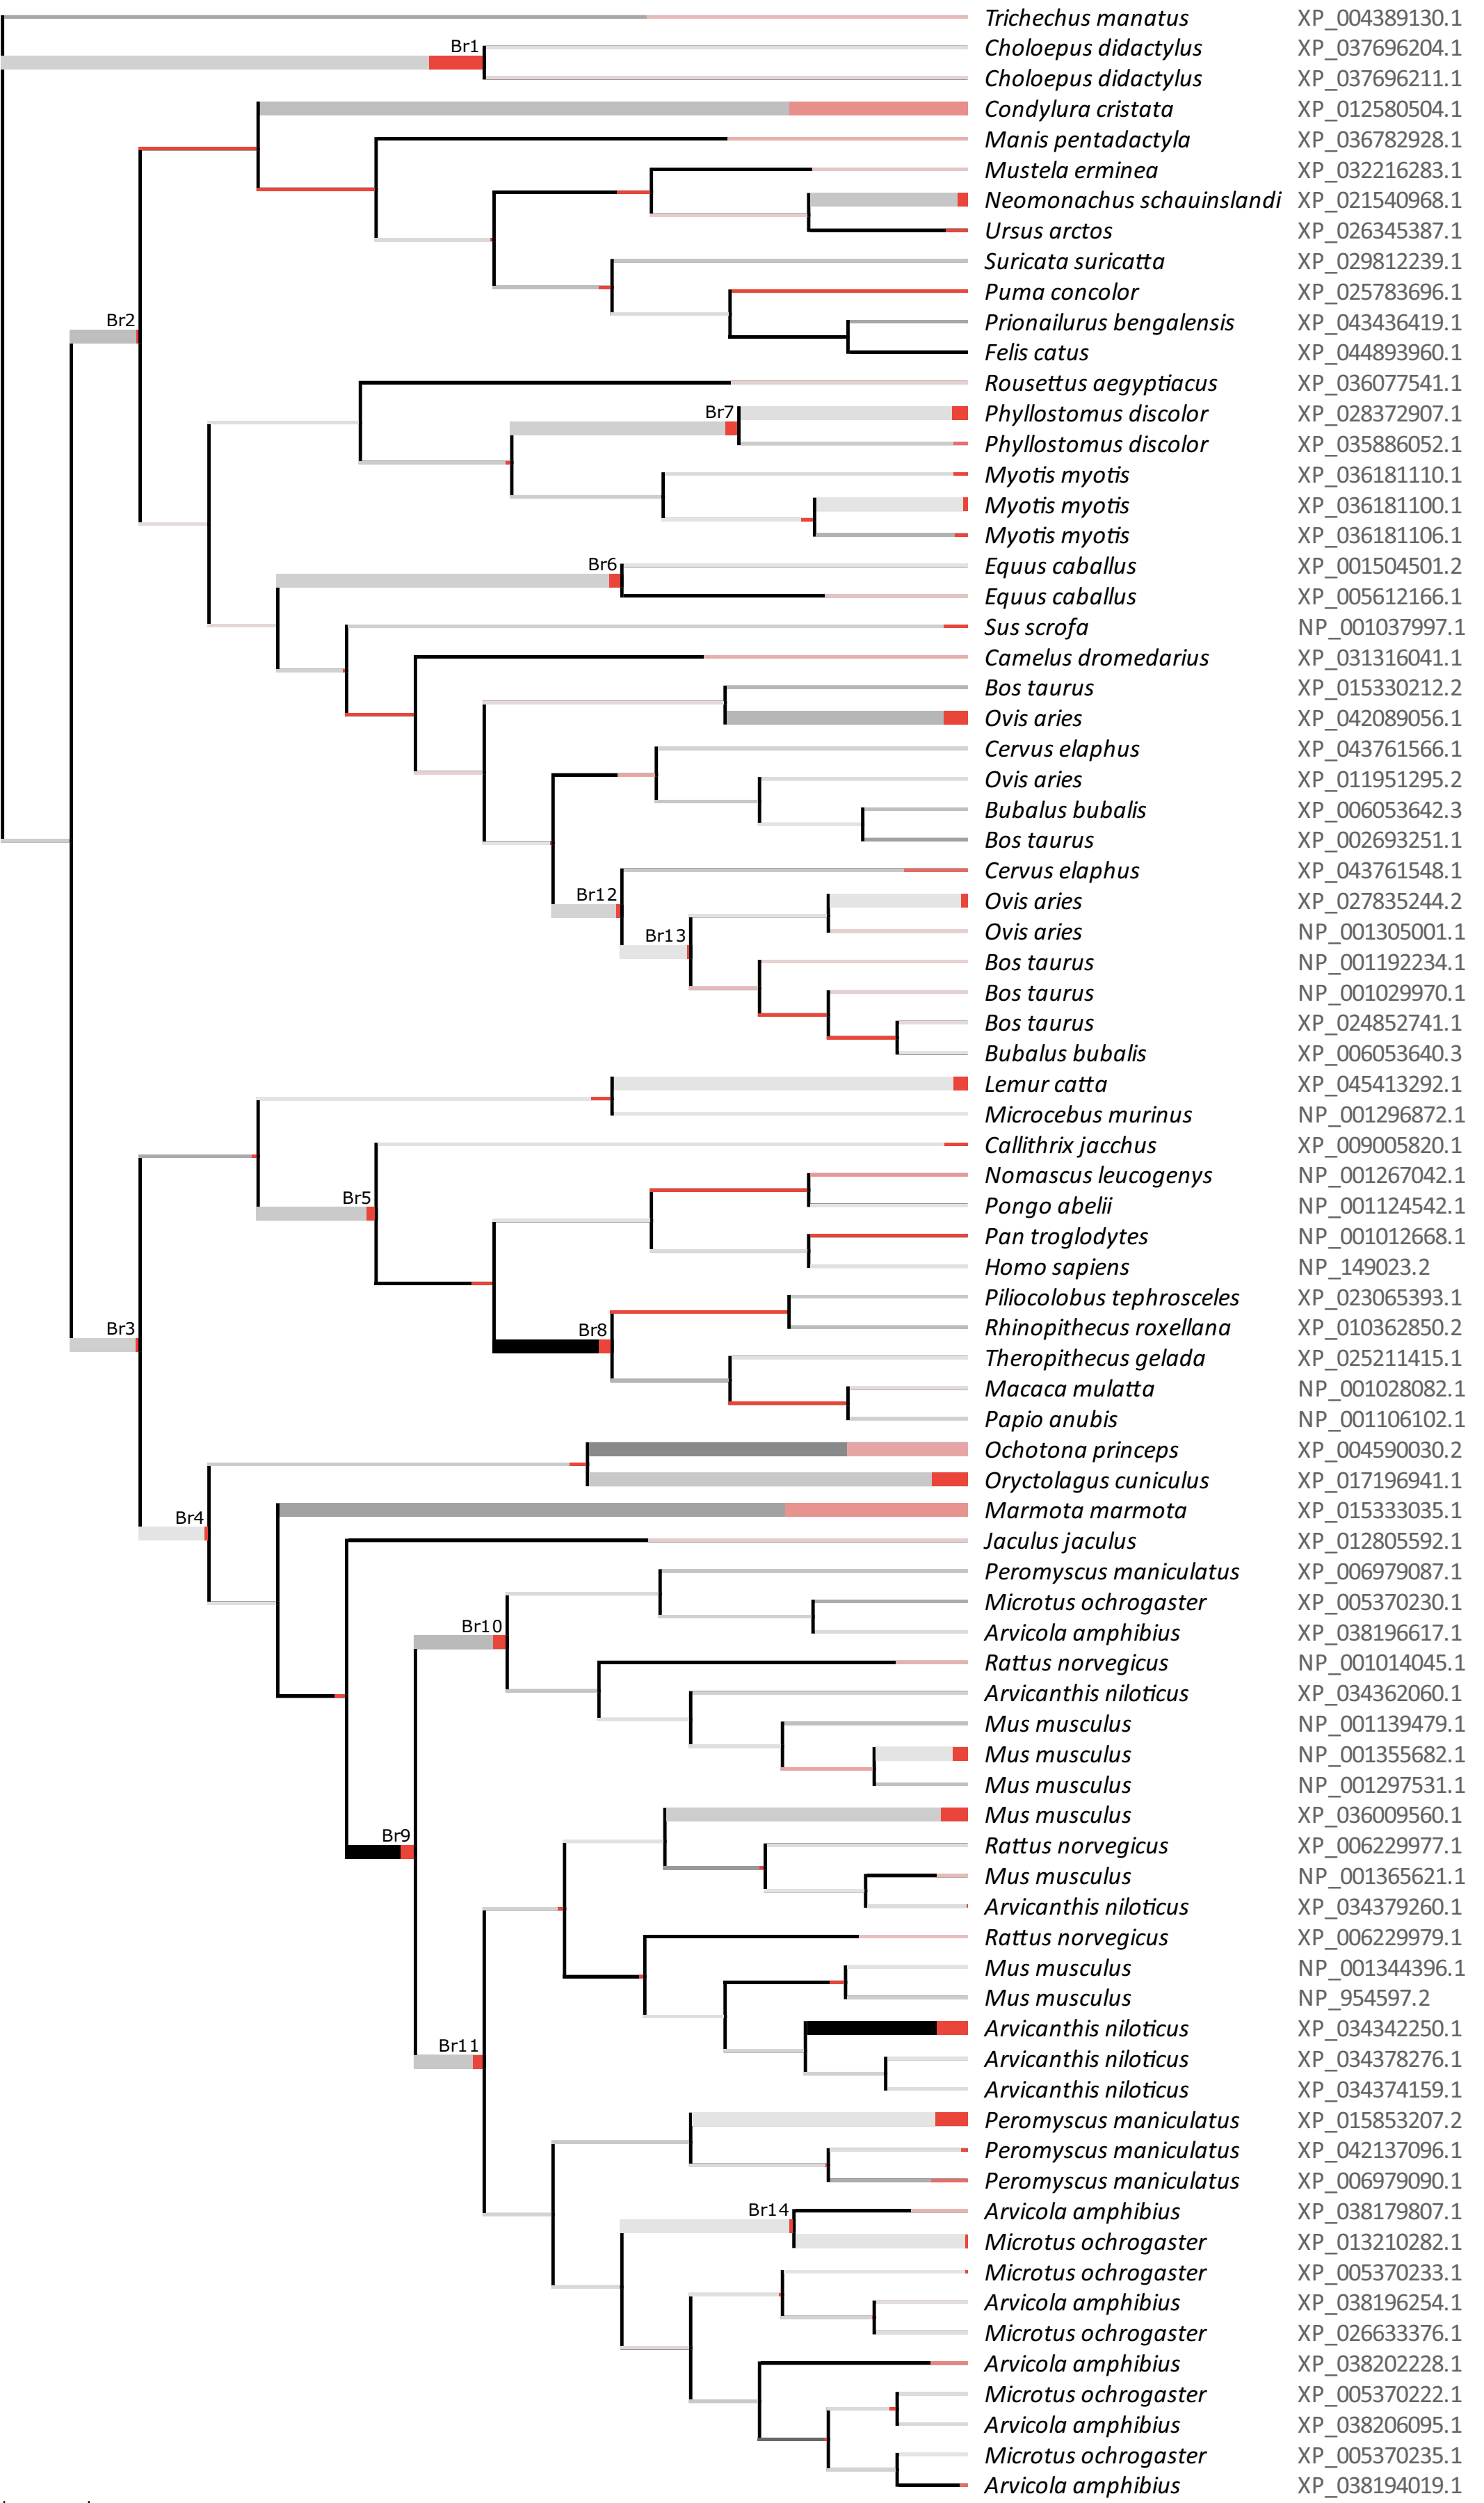 Trichechus manatus XP_004389130.1
Br1 Choloepus didactylus XP_037696204.1
Choloepus didactylus XP_037696211.1
Condylura cristata XP_012580504.1
Manis pentadactyla XP_036782928.1
Mustela erminea XP_032216283.1
Neomonachus schauinslandi XP_021540968.1
Ursus arctos XP_026345387.1
Suricata suricatta XP_029812239.1
Puma concolor XP_025783696.1
Br2 Prionailurus bengalensis XP_043436419.1
Felis catus XP_044893960.1
Rousettus aegyptiacus XP_036077541.1
Br7 Phyllostomus discolor XP_028372907.1
Phyllostomus discolor XP_035886052.1
Myotis myotis XP_036181110.1
Myotis myotis XP_036181100.1
Myotis myotis XP_036181106.1
Br6 Equus caballus XP_001504501.2
Equus caballus XP_005612166.1
Sus scrofa NP_001037997.1
Camelus dromedarius XP_031316041.1
Bos taurus XP_015330212.2
Ovis aries XP_042089056.1
Cervus elaphus XP_043761566.1
Ovis aries XP_011951295.2
Bubalus bubalis XP_006053642.3
Bos taurus XP_002693251.1
Cervus elaphus XP_043761548.1
Br12 Ovis aries XP_027835244.2
Br13 Ovis aries NP_001305001.1
Bos taurus NP_001192234.1
Bos taurus NP_001029970.1
Bos taurus XP_024852741.1
Bubalus bubalis XP_006053640.3
Lemur catta XP_045413292.1
Microcebus murinus NP_001296872.1
Callithrix jacchus XP_009005820.1
Nomascus leucogenys NP_001267042.1
Br5 Pongo abelii NP_001124542.1
Pan troglodytes NP_001012668.1
Homo sapiens NP_149023.2
Piliocolobus tephrosceles XP_023065393.1
Br3 Br8 Rhinopithecus roxellana XP_010362850.2
Theropithecus gelada XP_025211415.1
Macaca mulatta NP_001028082.1
Papio anubis NP_001106102.1
Ochotona princeps XP_004590030.2
Oryctolagus cuniculus XP_017196941.1
Br4 Marmota marmota XP_015333035.1
Jaculus jaculus XP_012805592.1
Peromyscus maniculatus XP_006979087.1
Microtus ochrogaster XP_005370230.1
Br10 Arvicola amphibius XP_038196617.1
Rattus norvegicus NP_001014045.1
Arvicanthis niloticus XP_034362060.1
Mus musculus NP_001139479.1
Mus musculus NP_001355682.1
Mus musculus NP_001297531.1
Mus musculus XP_036009560.1
Br9 Rattus norvegicus XP_006229977.1
Mus musculus NP_001365621.1
Arvicanthis niloticus XP_034379260.1
Rattus norvegicus XP_006229979.1
Mus musculus NP_001344396.1
Mus musculus NP_954597.2
Arvicanthis niloticus XP_034342250.1
Br11 Arvicanthis niloticus XP_034378276.1
Arvicanthis niloticus XP_034374159.1
Peromyscus maniculatus XP_015853207.2
Peromyscus maniculatus XP_042137096.1
Peromyscus maniculatus XP_006979090.1
Br14 Arvicola amphibius XP_038179807.1
Microtus ochrogaster XP_013210282.1
Microtus ochrogaster XP_005370233.1
Arvicola amphibius XP_038196254.1
Microtus ochrogaster XP_026633376.1
Arvicola amphibius XP_038202228.1
Microtus ochrogaster XP_005370222.1
Arvicola amphibius XP_038206095.1
Microtus ochrogaster XP_005370235.1
Arvicola amphibius XP_038194019.1